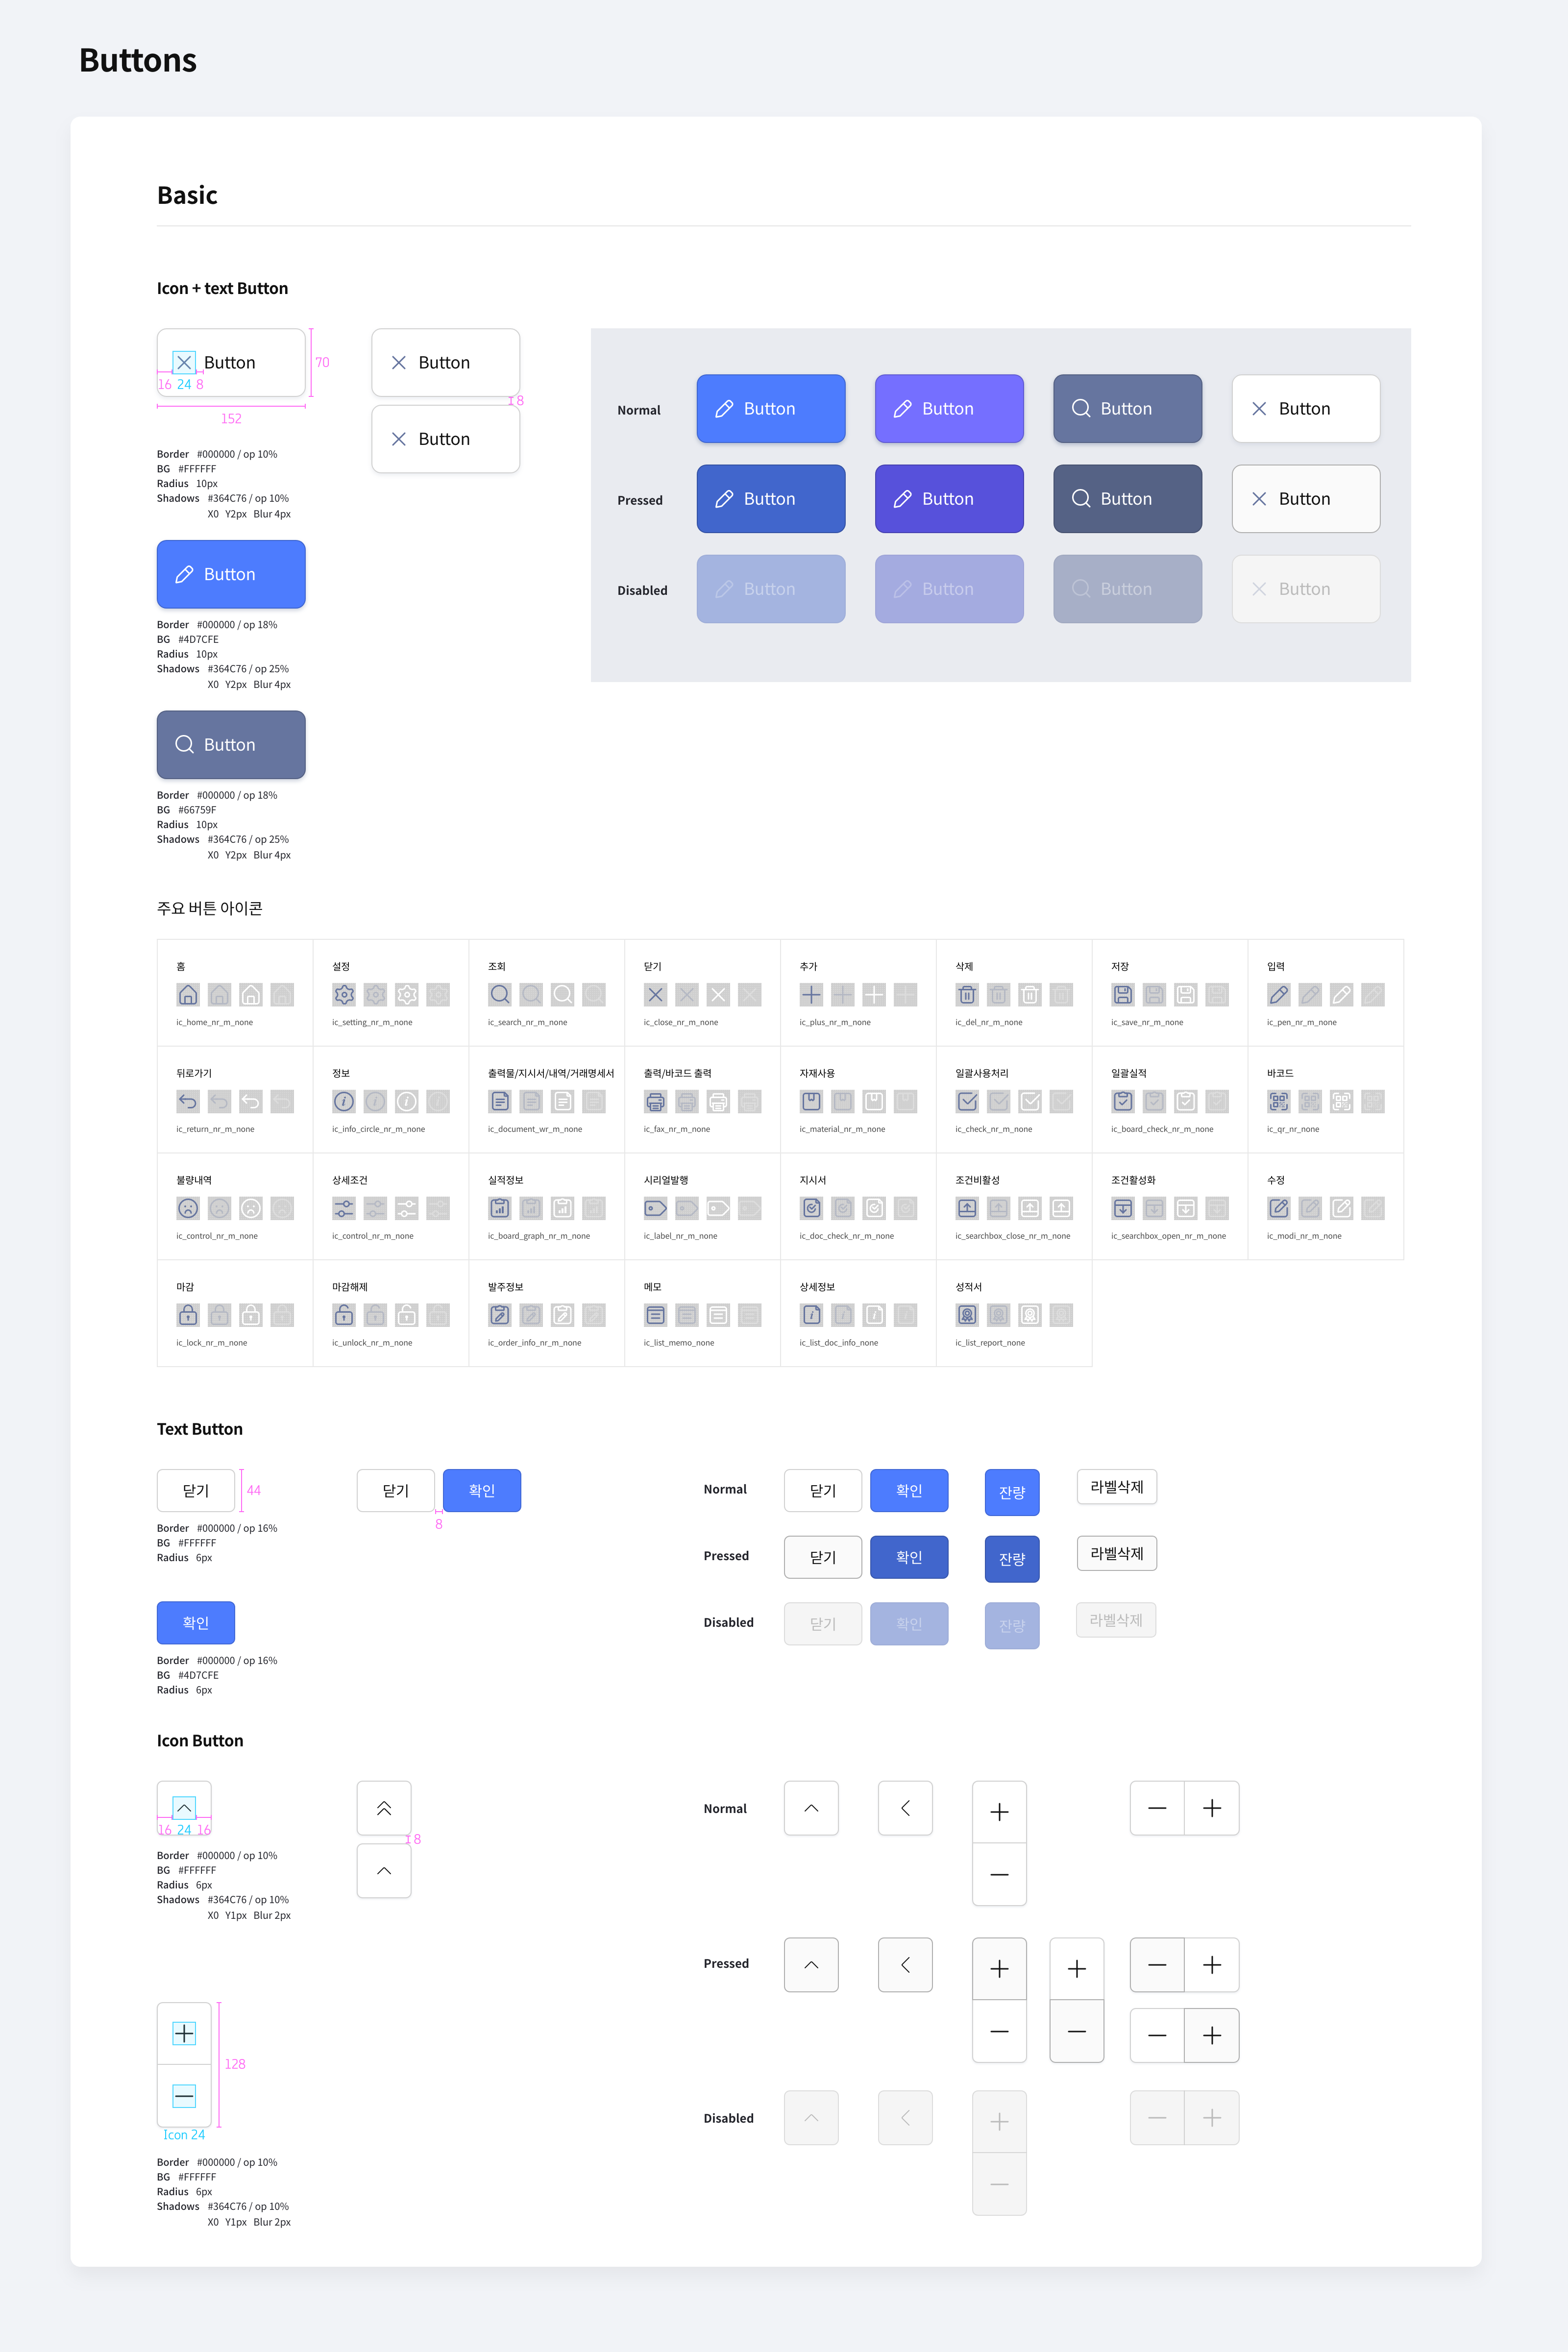 Buttons
Basic
Icon + text Button
Button
16 24 8
70
152
Border #000000 / op 10%
BG #FFFFFF
Radius 10px
Shadows #364C76 / op 10%
X0 Y2px Blur 4px
Button
8
Button
Button
Border #000000 / op 18%
BG #4D7CFE
Radius 10px
Shadows #364C76 / op 25%
X0 Y2px Blur 4px
Button
Border #000000 / op 18%
BG #66759F
Radius 10px
Shadows #364C76 / op 25%
X0 Y2px Blur 4px
Normal Button Button Button Button
Pressed Button Button Button Button
Disabled Button Button Button Button
주요 버튼 아이콘
홈 설정 조회 닫기 추가 삭제 저장 입력
ic_home_nr_m_none ic_setting_nr_m_none ic_search_nr_m_none ic_close_nr_m_none ic_plus_nr_m_none ic_del_nr_m_none ic_save_nr_m_none ic_pen_nr_m_none
뒤로가기 정보 출력물/지시서/내역/거래명세서 출력/바코드 출력 자재사용 일괄사용처리 일괄실적 바코드
ic_return_nr_m_none ic_info_circle_nr_m_none ic_document_wr_m_none ic_fax_nr_m_none ic_material_nr_m_none ic_check_nr_m_none ic_board_check_nr_m_none ic_qr_nr_none
불량내역 상세조건 실적정보 시리얼발행 지시서 조건비활성 조건활성화 수정
ic_control_nr_m_none ic_control_nr_m_none ic_board_graph_nr_m_none ic_label_nr_m_none ic_doc_check_nr_m_none ic_searchbox_close_nr_m_none ic_searchbox_open_nr_m_none ic_modi_nr_m_none
마감 마감해제 발주정보 메모 상세정보 성적서
ic_lock_nr_m_none ic_unlock_nr_m_none ic_order_info_nr_m_none ic_list_memo_none ic_list_doc_info_none ic_list_report_none
Text Button
닫기 44
Border #000000 / op 16%
BG #FFFFFF
Radius 6px
닫기 확인
8
확인
Border #000000 / op 16%
BG #4D7CFE
Radius 6px
Normal 닫기 확인 잔량 라벨삭제
Pressed 닫기 확인 잔량 라벨삭제
Disabled 닫기 확인 잔량 라벨삭제
Icon Button
16 24 16
8
Border #000000 / op 10%
BG #FFFFFF
Radius 6px
Shadows #364C76 / op 10%
X0 Y1px Blur 2px
128
Icon 24
Border #000000 / op 10%
BG #FFFFFF
Radius 6px
Shadows #364C76 / op 10%
X0 Y1px Blur 2px
Normal
Pressed
Disabled